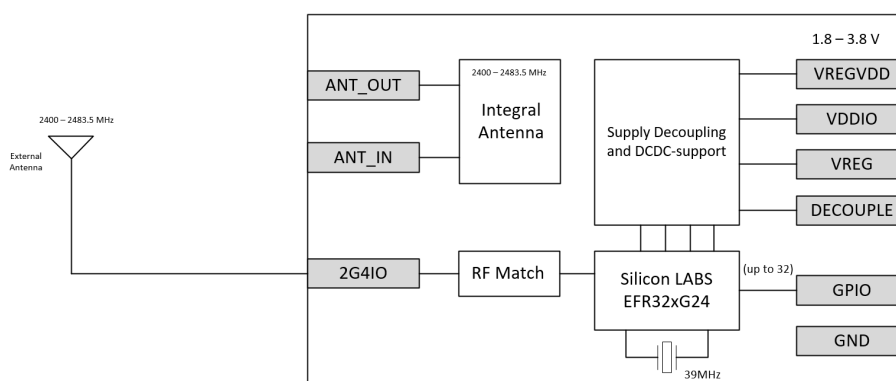 1.8 – 3.8 V
ANT_OUT
2400 – 2483.5 MHz
Integral
Antenna
VREGVDD
2400 – 2483.5 MHz
External
Antenna
ANT_IN
Supply Decoupling
and DCDC-support
VDDIO
VREG
DECOUPLE
2G4IO
RF Match
Silicon LABS
EFR32xG24
(up to 32)
GPIO
GND
39MHz